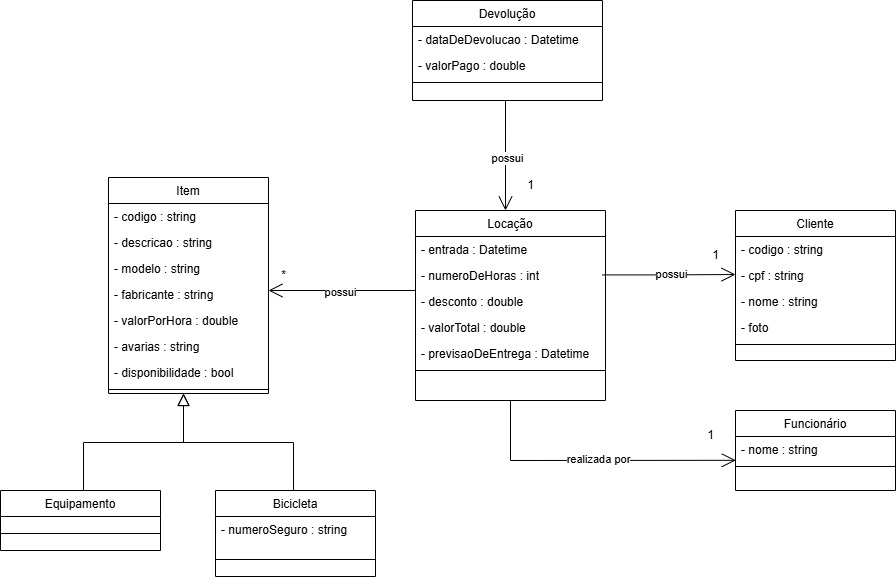 Devolução
- dataDeDevolucao : Datetime
- valorPago : double
possui
1
Item
- codigo : string
- descricao : string
- modelo : string
- fabricante : string
- valorPorHora : double
- avarias : string
- disponibilidade : bool
*
possui
Locação
- entrada : Datetime
- numeroDeHoras : int
- desconto : double
- valorTotal : double
- previsaoDeEntrega : Datetime
possui
1
Cliente
- codigo : string
- cpf : string
- nome : string
- foto
realizada por
1
Funcionário
- nome : string
Equipamento
Bicicleta
- numeroSeguro : string